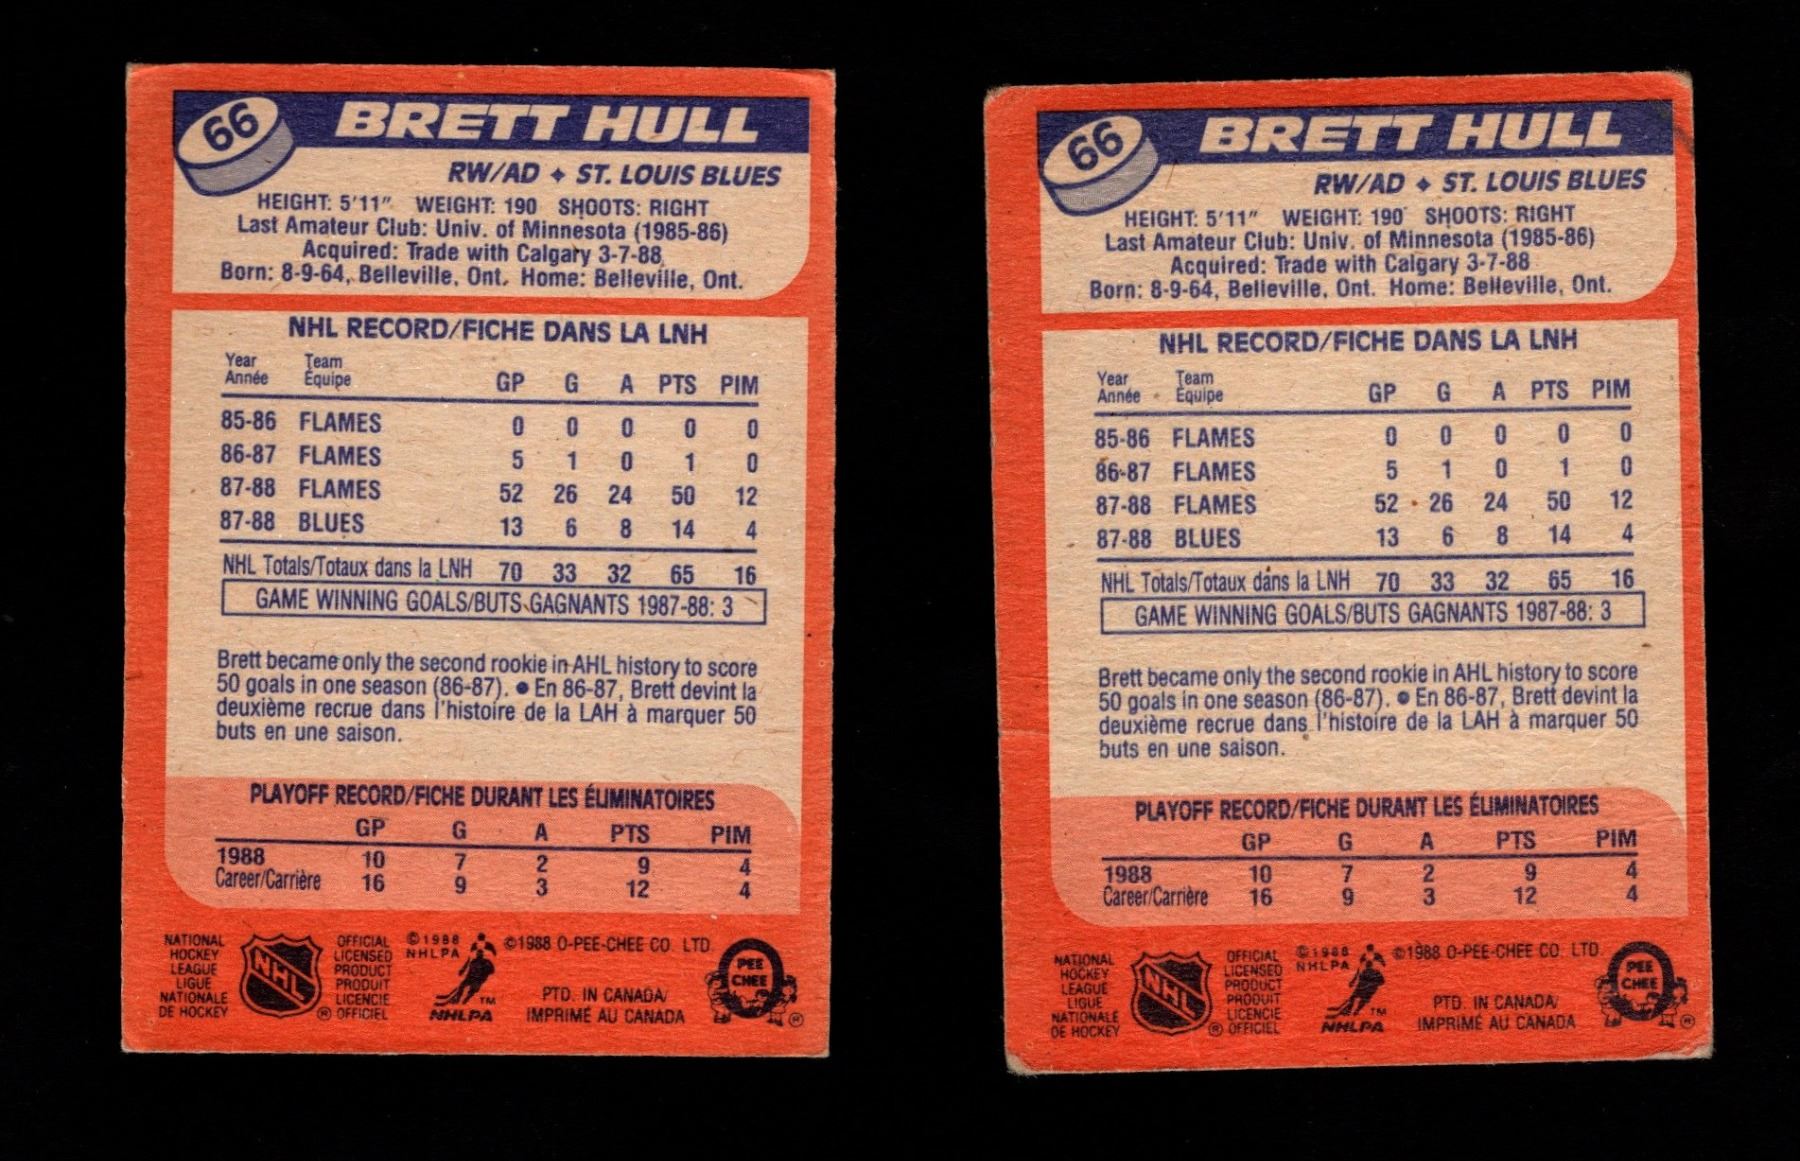 66
BRETT HULL
RW/AD ✦ ST. LOUIS BLUES
HEIGHT: 5'11" WEIGHT: 190 SHOOTS: RIGHT
Last Amateur Club: Univ. of Minnesota (1985-86)
Acquired: Trade with Calgary 3-7-88
Born: 8-9-64, Belleville, Ont. Home: Belleville, Ont.
NHL RECORD/FICHE DANS LA LNH
Year Team
Année Équipe GP G A PTS PIM
85-86 FLAMES 0 0 0 0 0
86-87 FLAMES 5 1 0 1 0
87-88 FLAMES 52 26 24 50 12
87-88 BLUES 13 6 8 14 4
NHL Totals/Totaux dans la LNH 70 33 32 65 16
GAME WINNING GOALS/BUTS GAGNANTS 1987-88: 3
Brett became only the second rookie in AHL history to score
50 goals in one season (86-87). ● En 86-87, Brett devint la
deuxième recrue dans l'histoire de la LAH à marquer 50
buts en une saison.
PLAYOFF RECORD/FICHE DURANT LES ÉLIMINATOIRES
GP G A PTS PIM
1988 10 7 2 9 4
Career/Carrière 16 9 3 12 4
NATIONAL
HOCKEY
LEAGUE
LIGUE
NATIONALE
DE HOCKEY
NHL
OFFICIAL
LICENSED
PRODUCT
PRODUIT
LICENCIE
® OFFICIEL
©1988
NHLPA
TM
NHLPA
©1988 O-PEE-CHEE CO. LTD.
PTD. IN CANADA/
IMPRIMÉ AU CANADA
PEE
CHEE
®
66
BRETT HULL
RW/AD ✦ ST. LOUIS BLUES
HEIGHT: 5'11" WEIGHT: 190 SHOOTS: RIGHT
Last Amateur Club: Univ. of Minnesota (1985-86)
Acquired: Trade with Calgary 3-7-88
Born: 8-9-64, Belleville, Ont. Home: Belleville, Ont.
NHL RECORD/FICHE DANS LA LNH
Year Team
Année Équipe GP G A PTS PIM
85-86 FLAMES 0 0 0 0 0
86-87 FLAMES 5 1 0 1 0
87-88 FLAMES 52 26 24 50 12
87-88 BLUES 13 6 8 14 4
NHL Totals/Totaux dans la LNH 70 33 32 65 16
GAME WINNING GOALS/BUTS GAGNANTS 1987-88: 3
Brett became only the second rookie in AHL history to score
50 goals in one season (86-87). ● En 86-87, Brett devint la
deuxième recrue dans l'histoire de la LAH à marquer 50
buts en une saison.
PLAYOFF RECORD/FICHE DURANT LES ÉLIMINATOIRES
GP G A PTS PIM
1988 10 7 2 9 4
Career/Carrière 16 9 3 12 4
NATIONAL
HOCKEY
LEAGUE
LIGUE
NATIONALE
DE HOCKEY
NHL
OFFICIAL
LICENSED
PRODUCT
PRODUIT
LICENCIE
® OFFICIEL
©1988
NHLPA
TM
NHLPA
©1988 O-PEE-CHEE CO. LTD.
PTD. IN CANADA/
IMPRIMÉ AU CANADA
PEE
CHEE
®